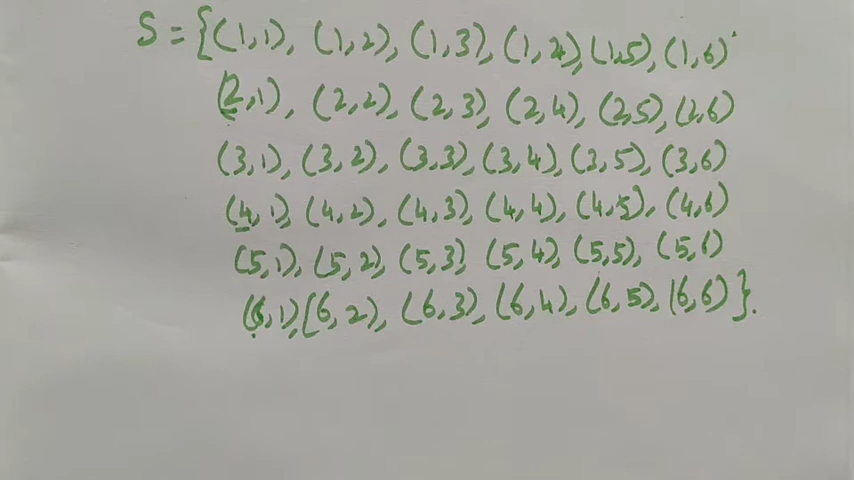 S = {(1,1), (1,2), (1,3), (1,4), (1,5), (1,6)
(2,1), (2,2), (2,3), (2,4), (2,5), (2,6)
(3,1), (3,2), (3,3), (3,4), (3,5), (3,6)
(4,1), (4,2), (4,3), (4,4), (4,5), (4,6)
(5,1), (5,2), (5,3) (5,4), (5,5), (5,6)
(6,1), (6,2), (6,3), (6,4), (6,5), (6,6)}.